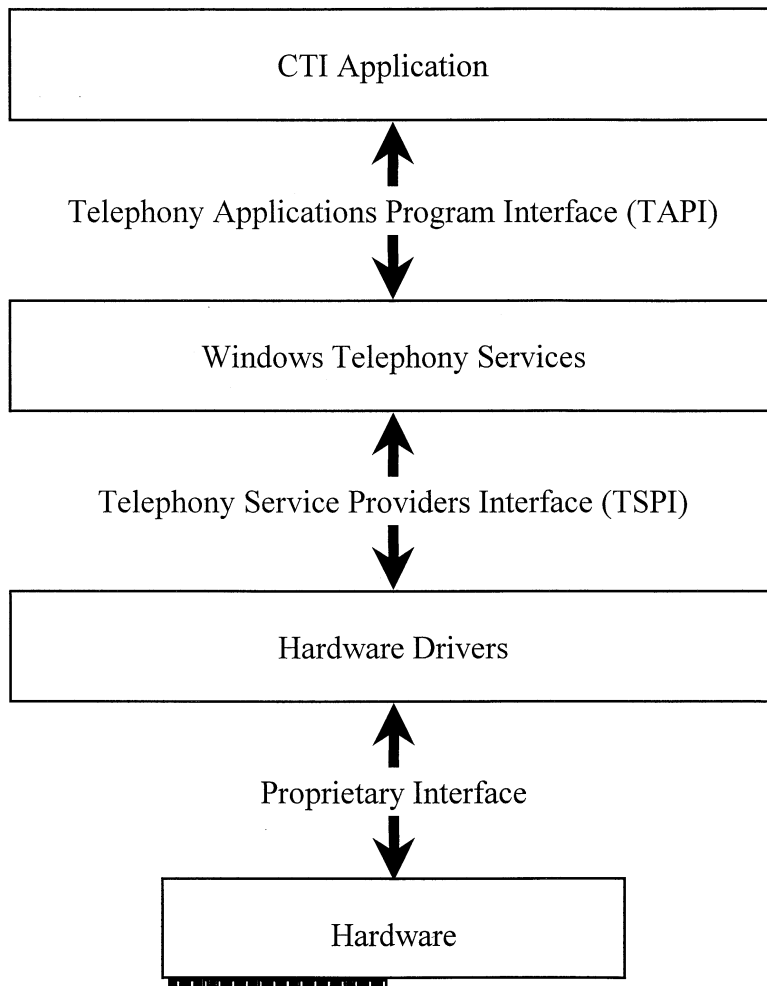 CTI Application
Telephony Applications Program Interface (TAPI)
Windows Telephony Services
Telephony Service Providers Interface (TSPI)
Hardware Drivers
Proprietary Interface
Hardware